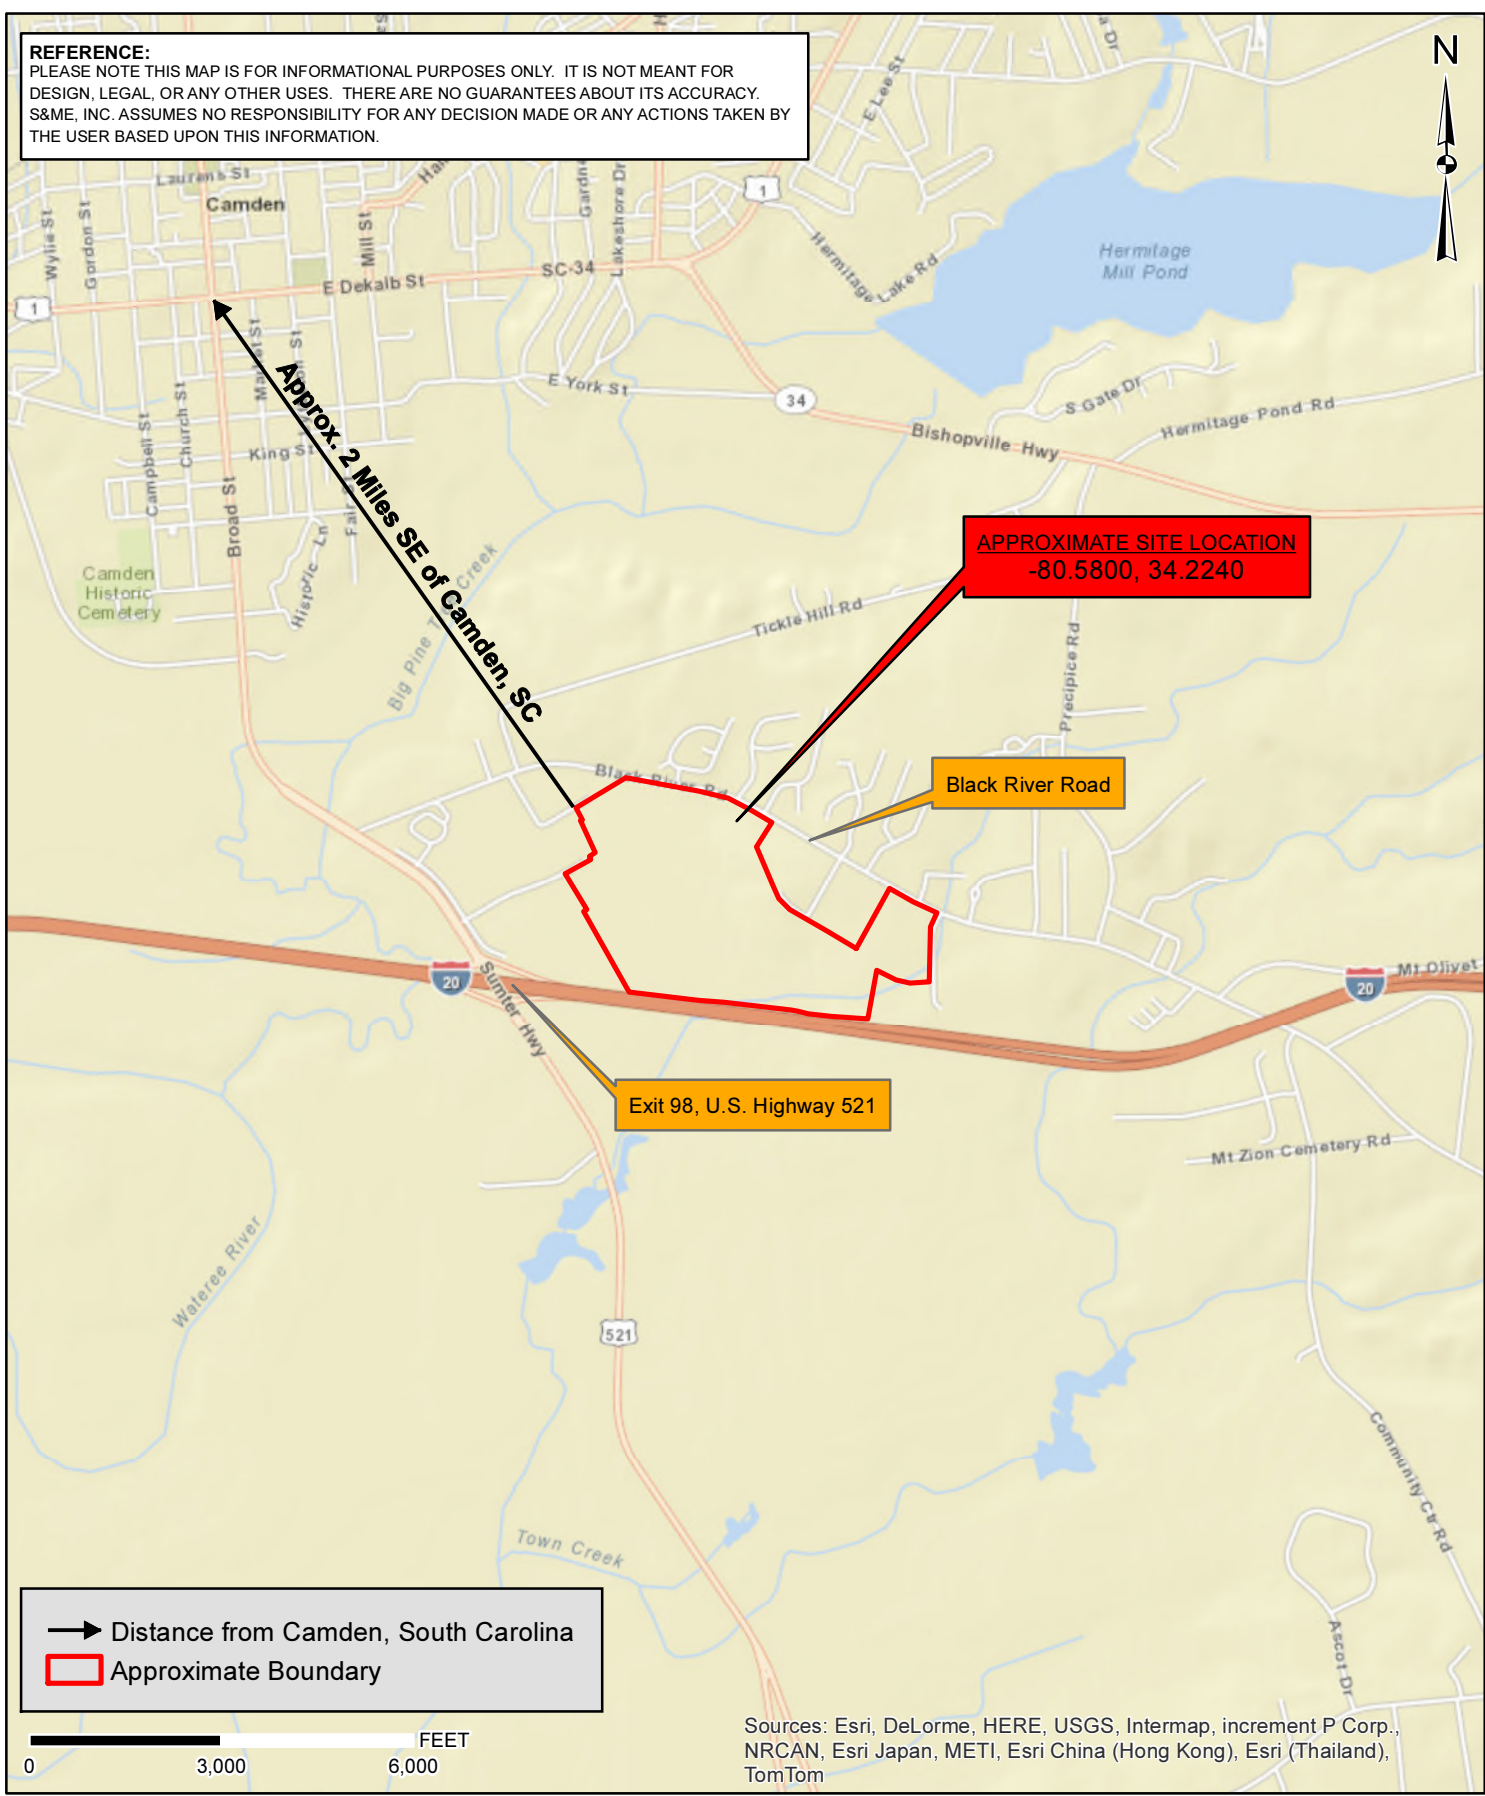 REFERENCE:
PLEASE NOTE THIS MAP IS FOR INFORMATIONAL PURPOSES ONLY. IT IS NOT MEANT FOR
DESIGN, LEGAL, OR ANY OTHER USES. THERE ARE NO GUARANTEES ABOUT ITS ACCURACY.
S&ME, INC. ASSUMES NO RESPONSIBILITY FOR ANY DECISION MADE OR ANY ACTIONS TAKEN BY
THE USER BASED UPON THIS INFORMATION.
N
E Lee St
Laurens St
Camden
Wylie St
Gordon St
Mill St
Lakeshore Dr
1
Hermitage
Lake Rd
Hermitage
Mill Pond
SC-34
E Dekalb St
1
Market St
E York St
34
S Gate Dr
Hermitage Pond Rd
Bishopville Hwy
Campbell St
Church St
King St
Broad St
Historic Ln
Camden
Historic
Cemetery
Approx. 2 Miles SE of Camden, SC
APPROXIMATE SITE LOCATION
-80.5800, 34.2240
Tickle Hill Rd
Precipice Rd
Black River Rd
Black River Road
20
Sumter Hwy
Mt Olivet
20
Exit 98, U.S. Highway 521
Mt Zion Cemetery Rd
Wateree River
521
Community Ctr Rd
Town Creek
Ascot Dr
Distance from Camden, South Carolina
Approximate Boundary
FEET
0 3,000 6,000
Sources: Esri, DeLorme, HERE, USGS, Intermap, increment P Corp.,
NRCAN, Esri Japan, METI, Esri China (Hong Kong), Esri (Thailand),
TomTom